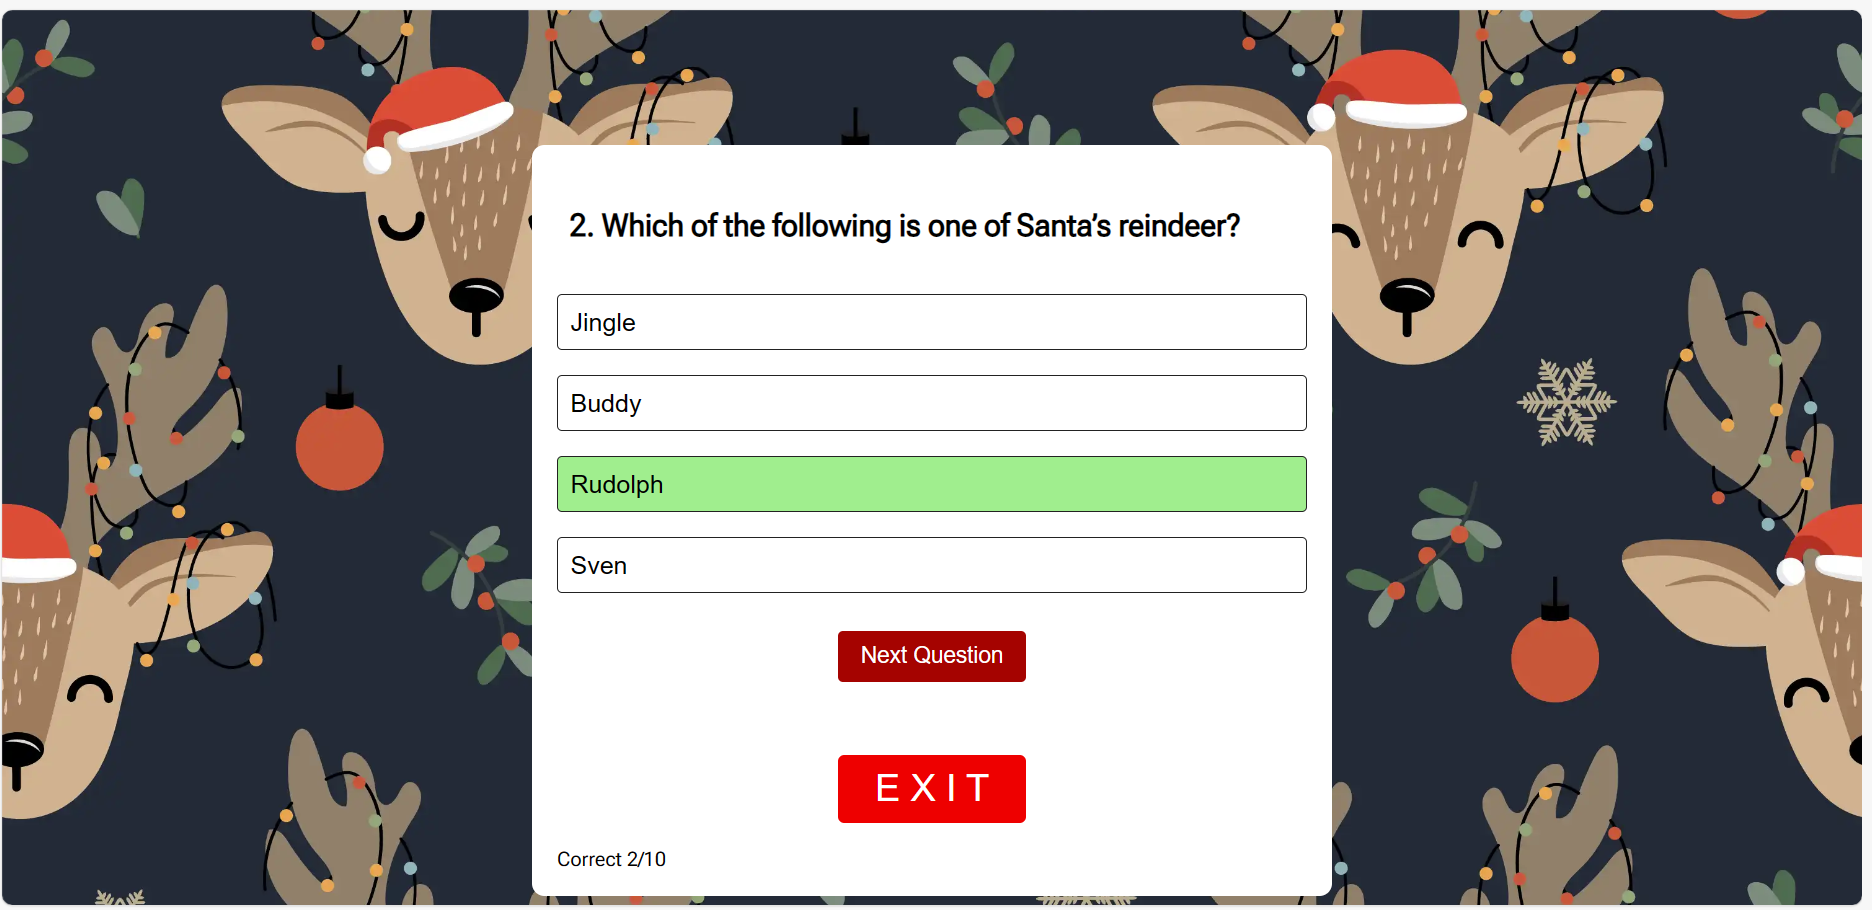 2. Which of the following is one of Santa’s reindeer?
Jingle
Buddy
Rudolph
Sven
Next Question
EXIT
Correct 2/10